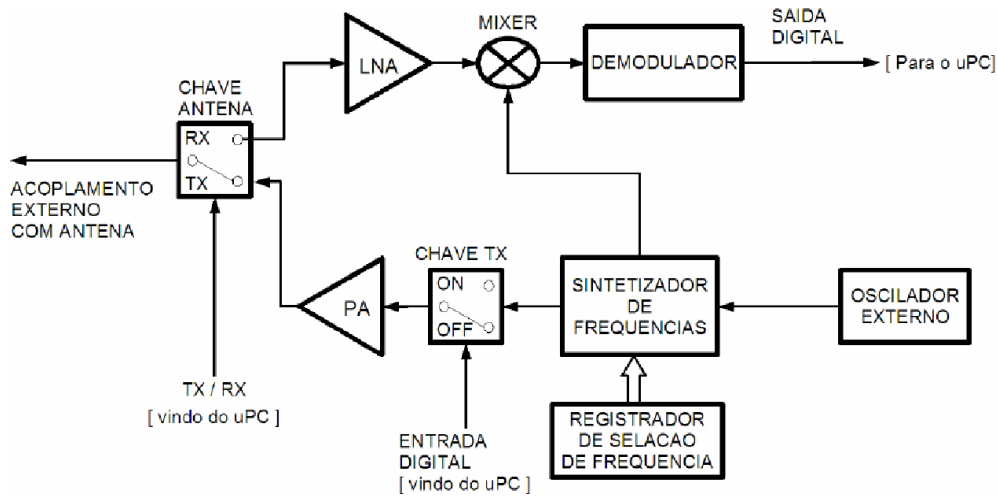 MIXER
SAIDA
DIGITAL
LNA
DEMODULADOR
[ Para o uPC]
CHAVE
ANTENA
RX
TX
ACOPLAMENTO
EXTERNO
COM ANTENA
CHAVE TX
ON
OFF
PA
SINTETIZADOR
DE
FREQUENCIAS
OSCILADOR
EXTERNO
TX / RX
[ vindo do uPC ]
REGISTRADOR
DE SELACAO
DE FREQUENCIA
ENTRADA
DIGITAL
[ vindo do uPC ]